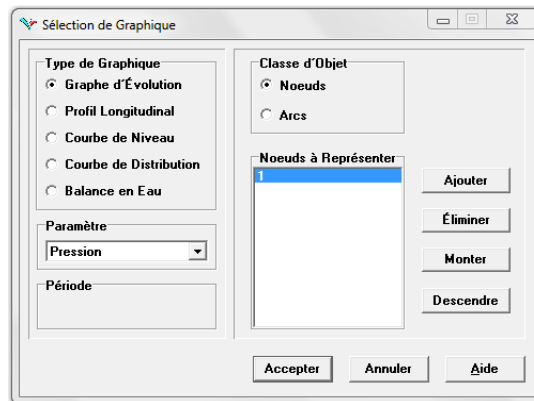 Sélection de Graphique
Type de Graphique
Graphe d'Évolution
Profil Longitudinal
Courbe de Niveau
Courbe de Distribution
Balance en Eau
Paramètre
Pression
Période
Classe d'Objet
Noeuds
Arcs
Noeuds à Représenter
1
Ajouter
Éliminer
Monter
Descendre
Accepter
Annuler
Aide